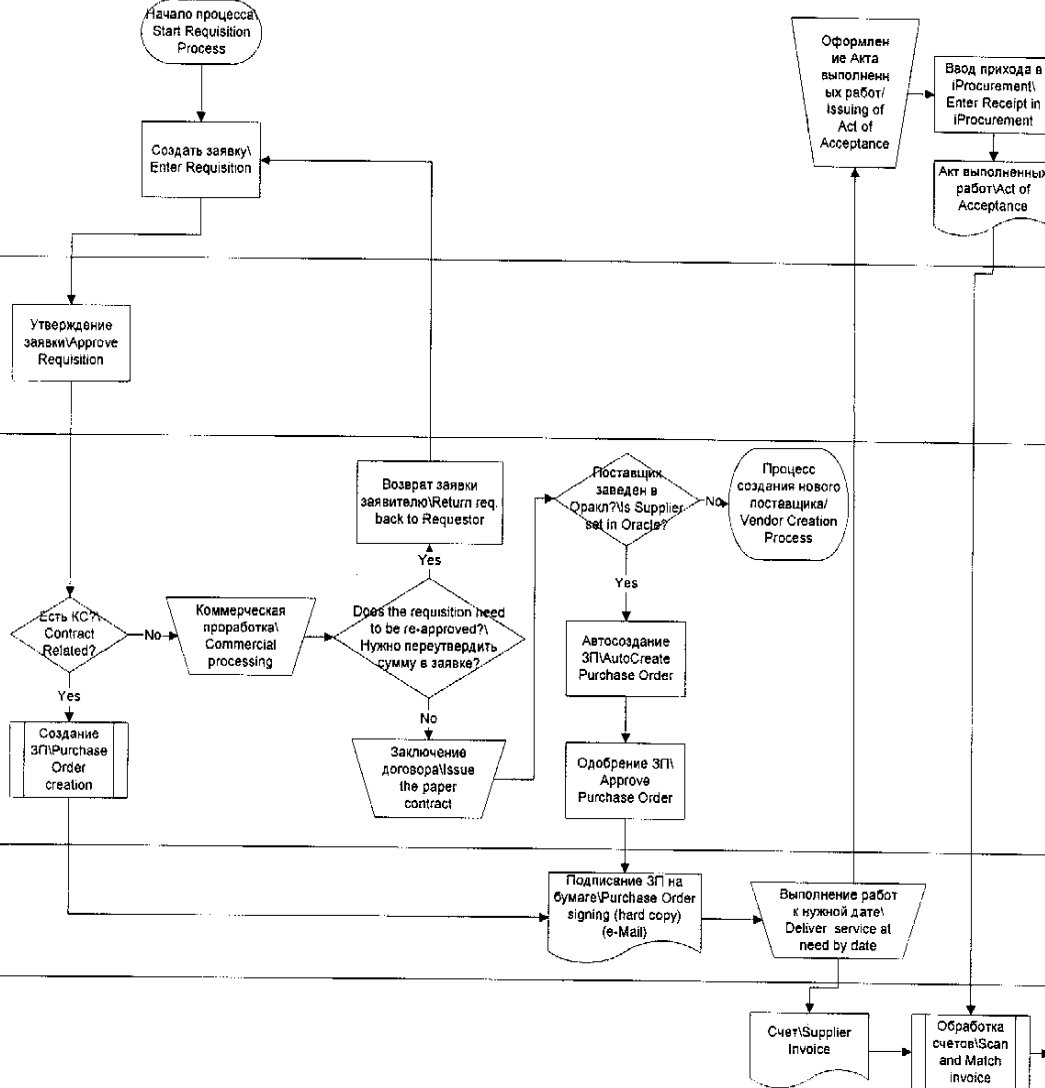 Начало процесса\
Start Requisition
Process
Создать заявку\
Enter Requisition
Оформлен
ие Акта
выполненн
ых работ/
Issuing of
Act of
Acceptance
Ввод прихода в
iProcurement\
Enter Receipt in
iProcurement
Акт выполненных
работ\Act of
Acceptance
Утверждение
заявки\Approve
Requisition
Возврат заявки
заявителю\Return req.
back to Requestor
Поставщик
заведен в
Оракл?\Is Supplier
set in Oracle?
No
Процесс
создания нового
поставщика/
Vendor Creation
Process
Yes
Yes
Есть КС?\
Contract
Related?
No
Коммерческая
проработка\
Commercial
processing
Does the requisition need
to be re-approved?\
Нужно переутвердить
сумму в заявке?
Автосоздание
ЗП\AutoCreate
Purchase Order
Yes
No
Создание
ЗП\Purchase
Order
creation
Заключение
договора\Issue
the paper
contract
Одобрение ЗП\
Approve
Purchase Order
Подписание ЗП на
бумаге\Purchase Order
signing (hard copy)
(e-Mail)
Выполнение работ
к нужной дате\
Deliver service at
need by date
Счет\Supplier
Invoice
Обработка
счетов\Scan
and Match
invoice